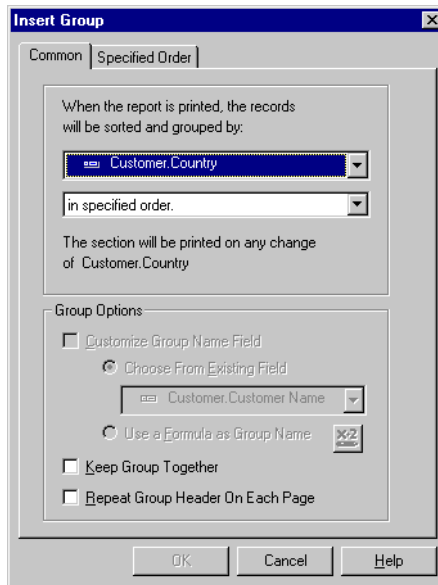 Insert Group
Common Specified Order
When the report is printed, the records
will be sorted and grouped by:
Customer.Country
in specified order.
The section will be printed on any change
of Customer.Country
Group Options
Customize Group Name Field
Choose From Existing Field
Customer.Customer Name
Use a Formula as Group Name X-2
Keep Group Together
Repeat Group Header On Each Page
OK Cancel Help